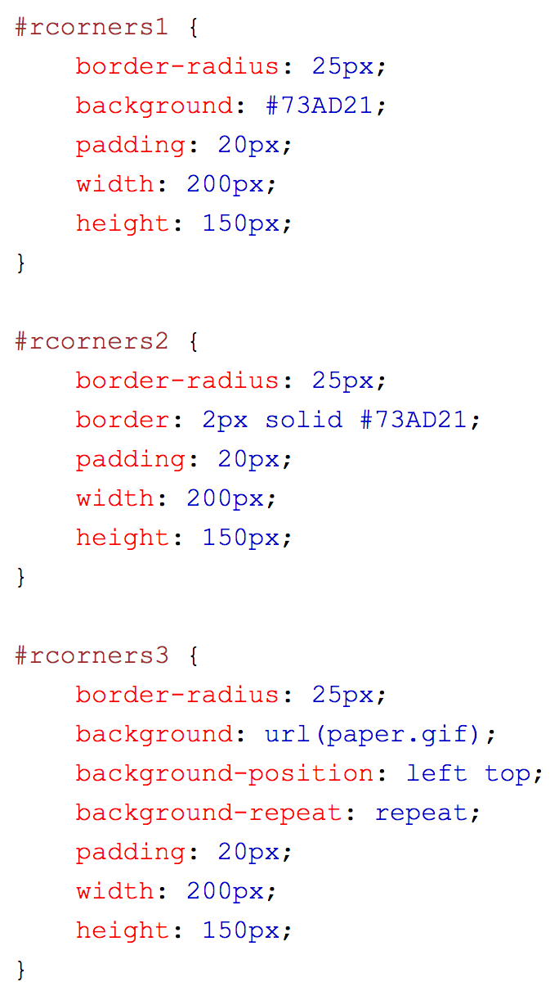 #rcorners1 {
    border-radius: 25px;
    background: #73AD21;
    padding: 20px;
    width: 200px;
    height: 150px;
}

#rcorners2 {
    border-radius: 25px;
    border: 2px solid #73AD21;
    padding: 20px;
    width: 200px;
    height: 150px;
}

#rcorners3 {
    border-radius: 25px;
    background: url(paper.gif);
    background-position: left top;
    background-repeat: repeat;
    padding: 20px;
    width: 200px;
    height: 150px;
}